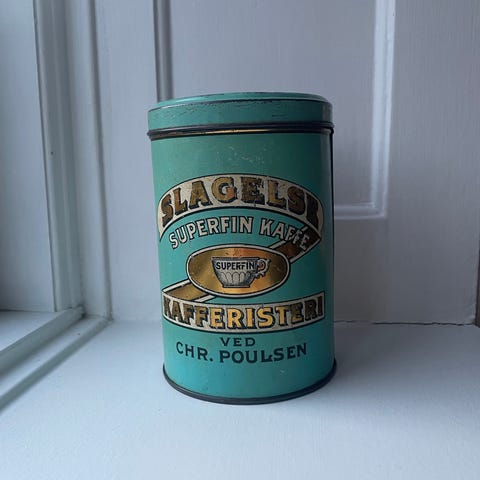 SLAGELSE
SUPERFIN KAFFE
SUPERFIN
KAFFERISTERI
VED
CHR. POULSEN